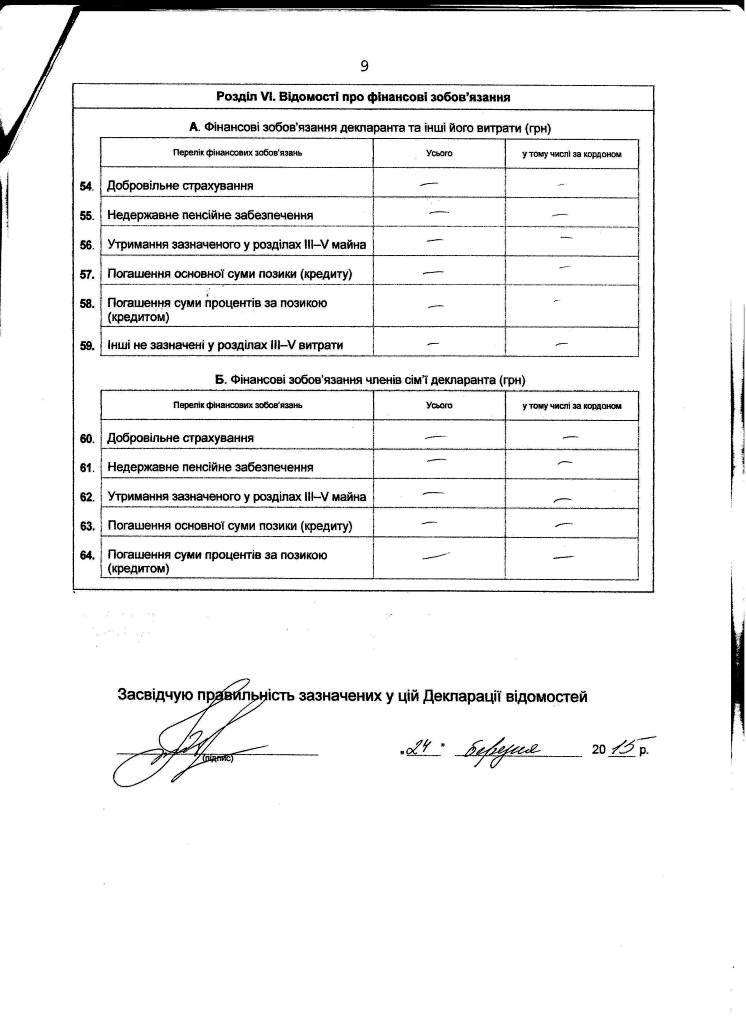 9
Розділ VI. Відомості про фінансові зобов'язання
А. Фінансові зобов'язання декларанта та інші його витрати (грн)
Перелік фінансових зобов'язань Усього у тому числі за кордоном
54. Добровільне страхування — —
55. Недержавне пенсійне забезпечення — —
56. Утримання зазначеного у розділах III–V майна — —
57. Погашення основної суми позики (кредиту) — —
58. Погашення суми процентів за позикою — —
(кредитом)
59. Інші не зазначені у розділах III–V витрати — —
Б. Фінансові зобов'язання членів сім'ї декларанта (грн)
Перелік фінансових зобов'язань Усього у тому числі за кордоном
60. Добровільне страхування — —
61. Недержавне пенсійне забезпечення — —
62. Утримання зазначеного у розділах III–V майна — —
63. Погашення основної суми позики (кредиту) — —
64. Погашення суми процентів за позикою — —
(кредитом)
Засвідчую правильність зазначених у цій Декларації відомостей
„24" березня 2015 р.
(підпис)